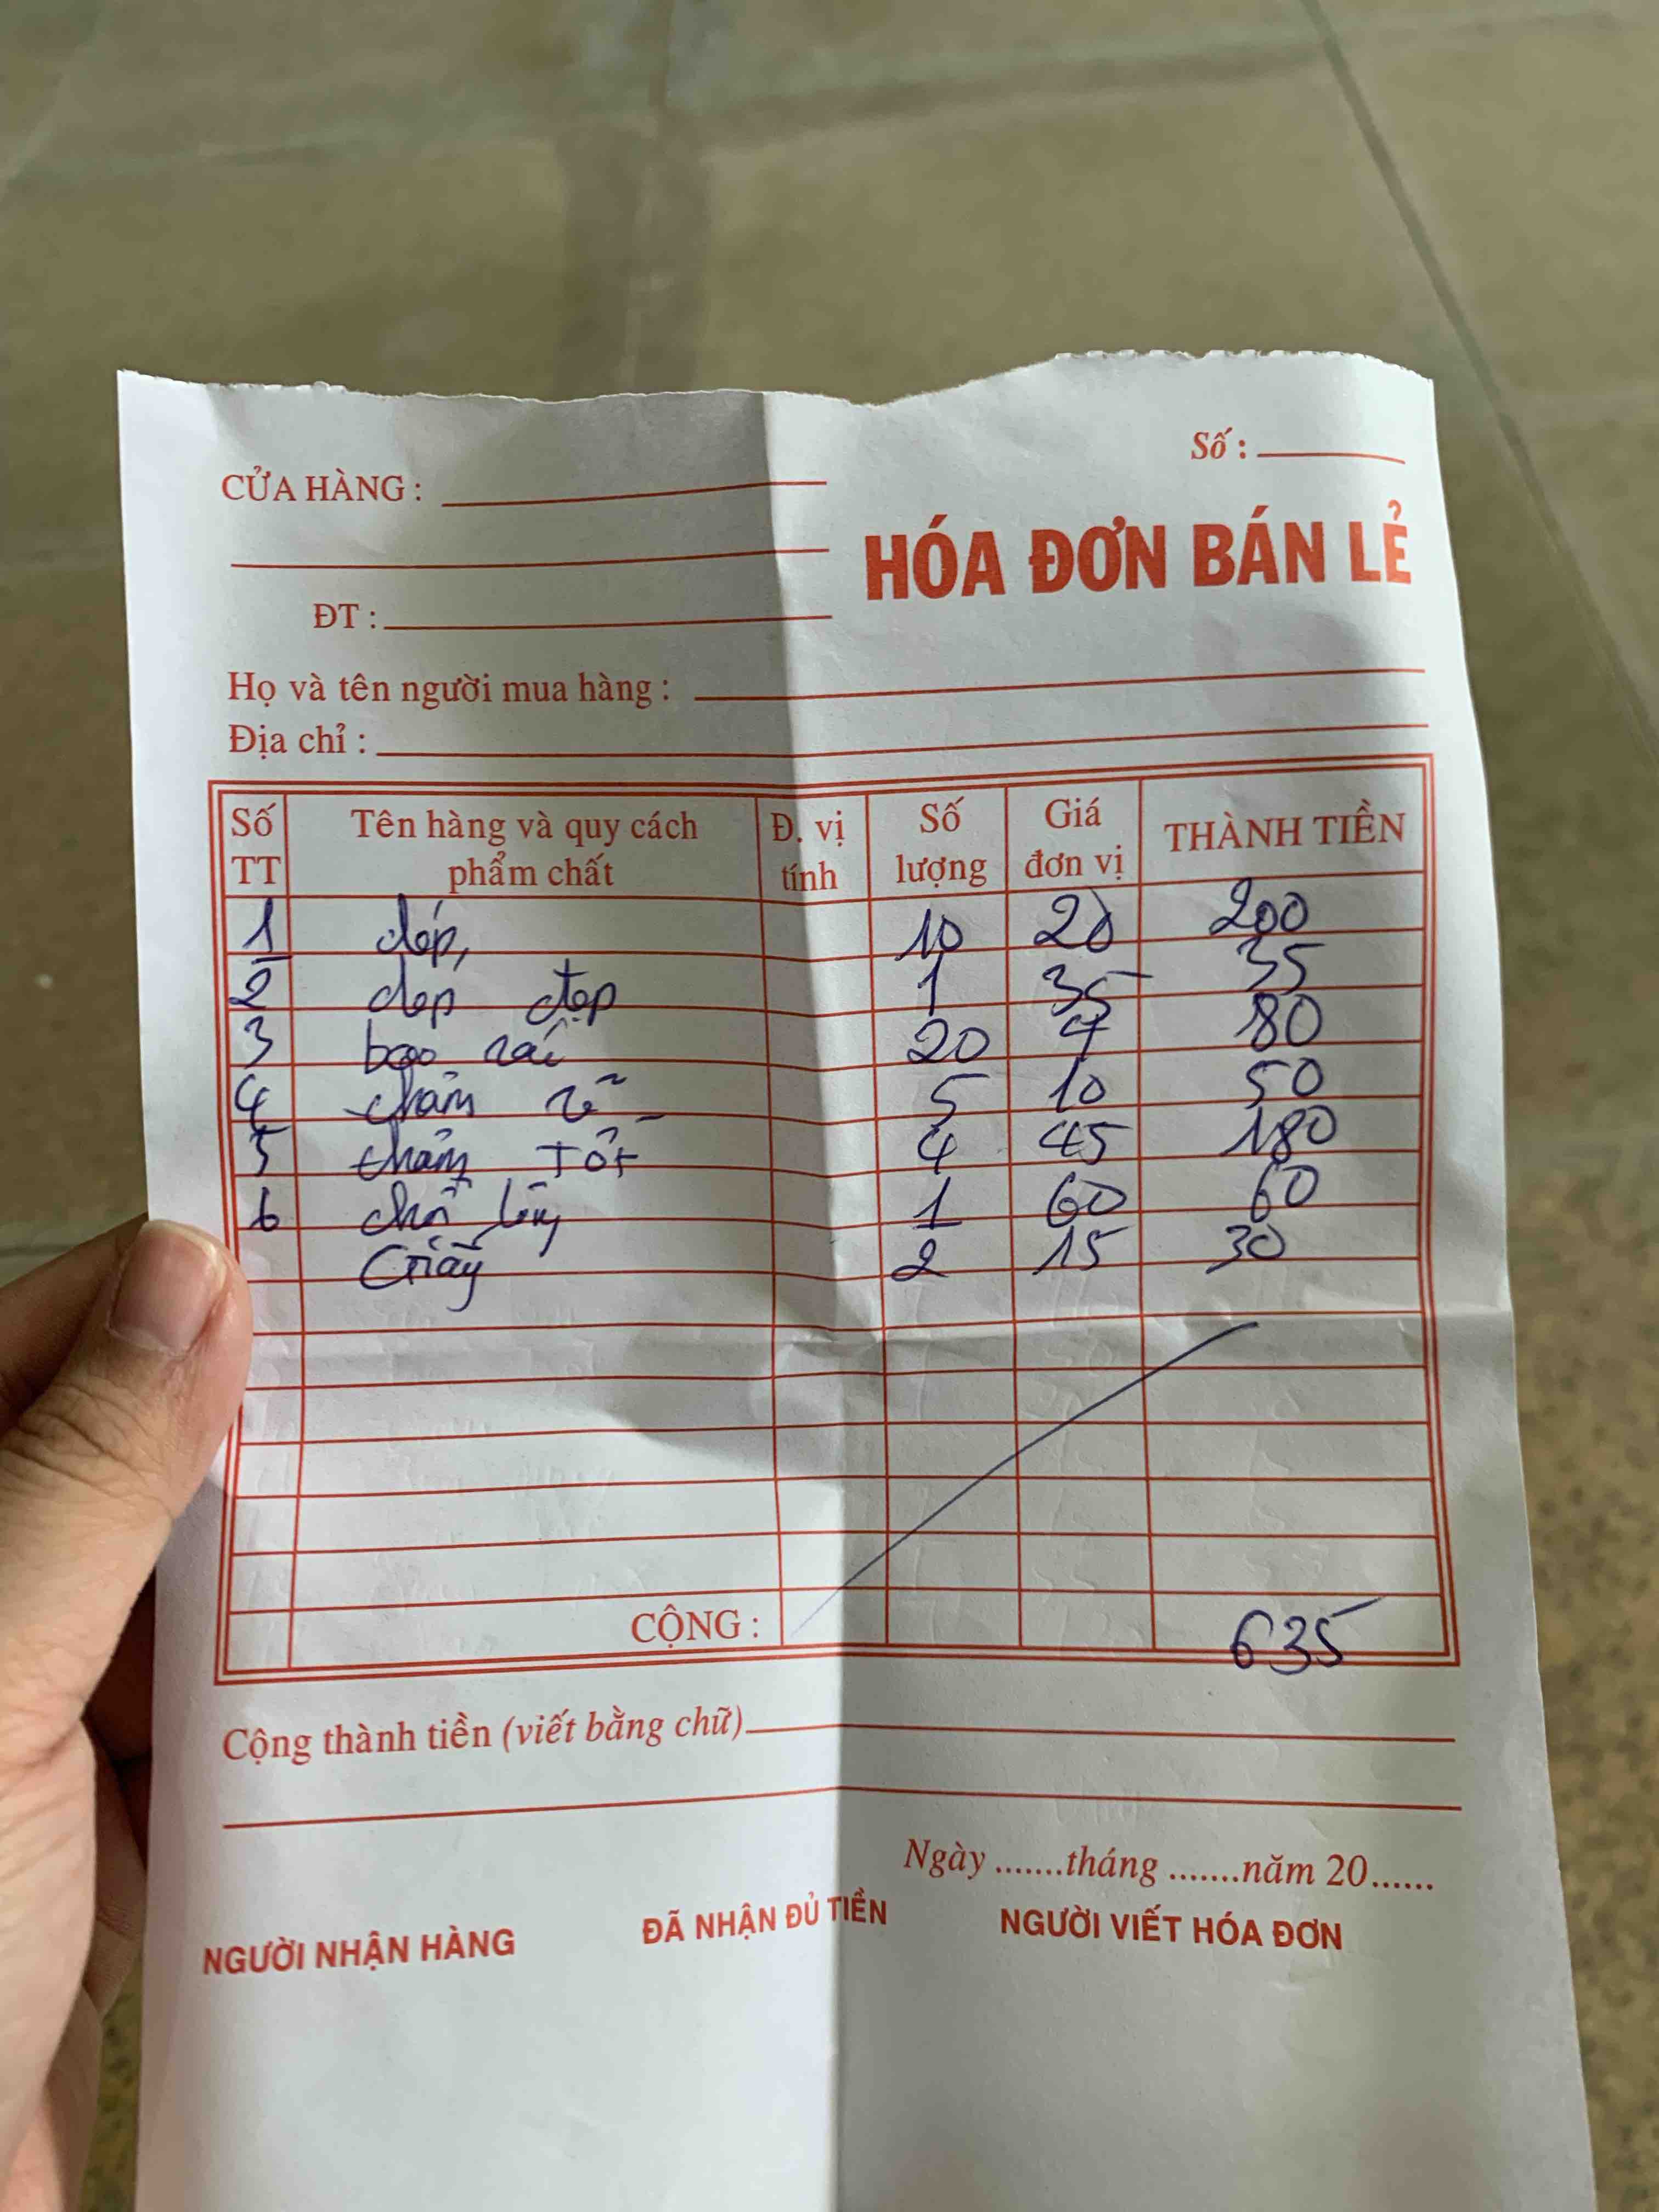 Số :
CỬA HÀNG :
HÓA ĐƠN BÁN LẺ
ĐT :
Họ và tên người mua hàng :
Địa chỉ :
Số TT Tên hàng và quy cách phẩm chất Đ. vị tính Số lượng Giá đơn vị THÀNH TIỀN
1 dép, 10 20 200
2 dep đẹp 1 35 35
3 bao rác 20 4 80
4 thảm rẽ 5 10 50
5 thảm Tốt 4 45 180
6 chổi 1 60 60
Giấy 2 15 30
CỘNG : 635
Cộng thành tiền (viết bằng chữ)
Ngày .......tháng .......năm 20......
NGƯỜI NHẬN HÀNG ĐÃ NHẬN ĐỦ TIỀN NGƯỜI VIẾT HÓA ĐƠN